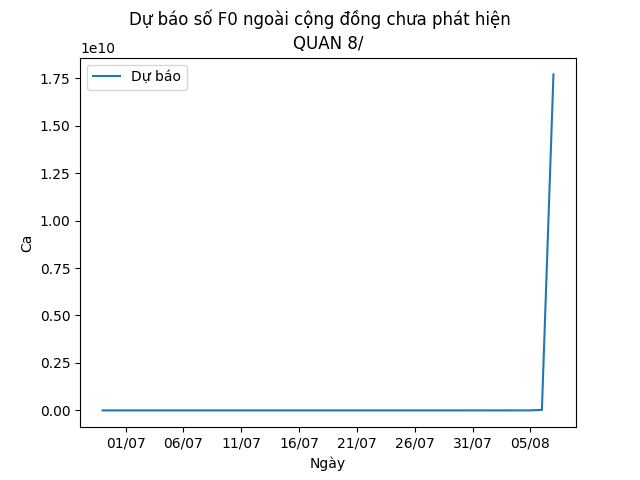 Dự báo số F0 ngoài cộng đồng chưa phát hiện
QUAN 8/
1e10
Dự báo
1.75
1.50
1.25
1.00
0.75
0.50
0.25
0.00
Ca
01/07 06/07 11/07 16/07 21/07 26/07 31/07 05/08
Ngày